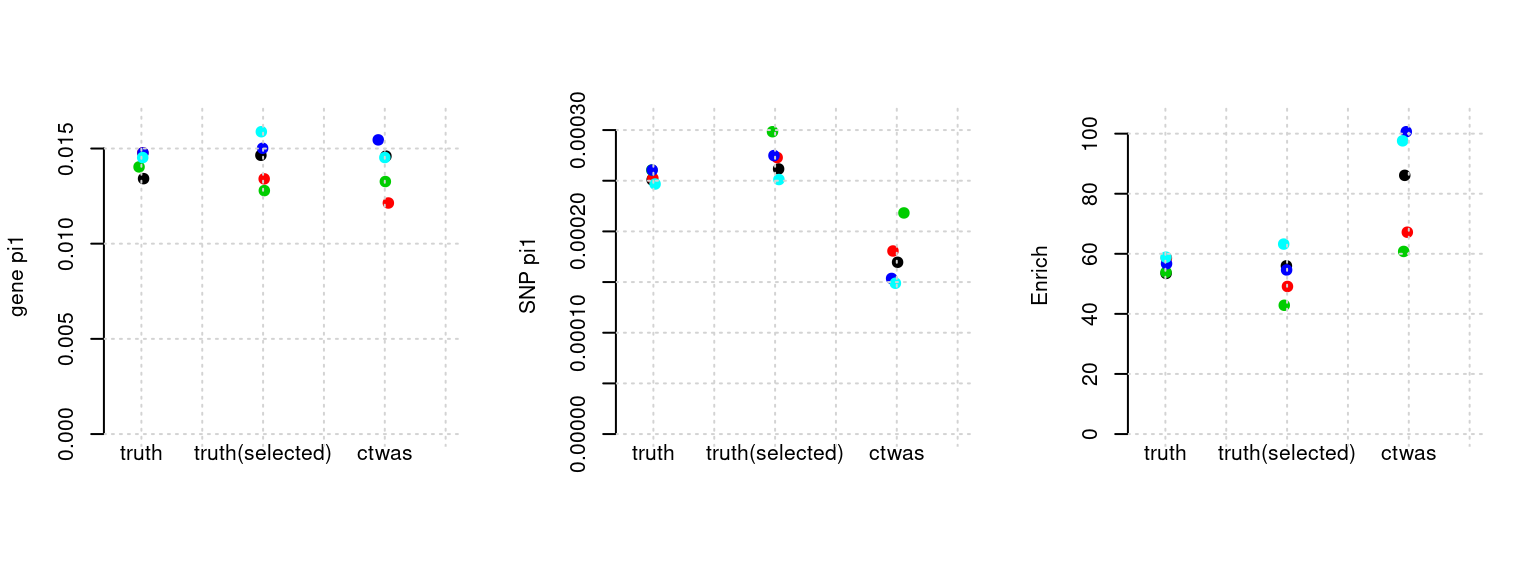 gene pi1
0.000
0.005
0.010
0.015
truth
truth(selected)
ctwas
SNP pi1
0.00000
0.00010
0.00020
0.00030
truth
truth(selected)
ctwas
Enrich
0
20
40
60
80
100
truth
truth(selected)
ctwas